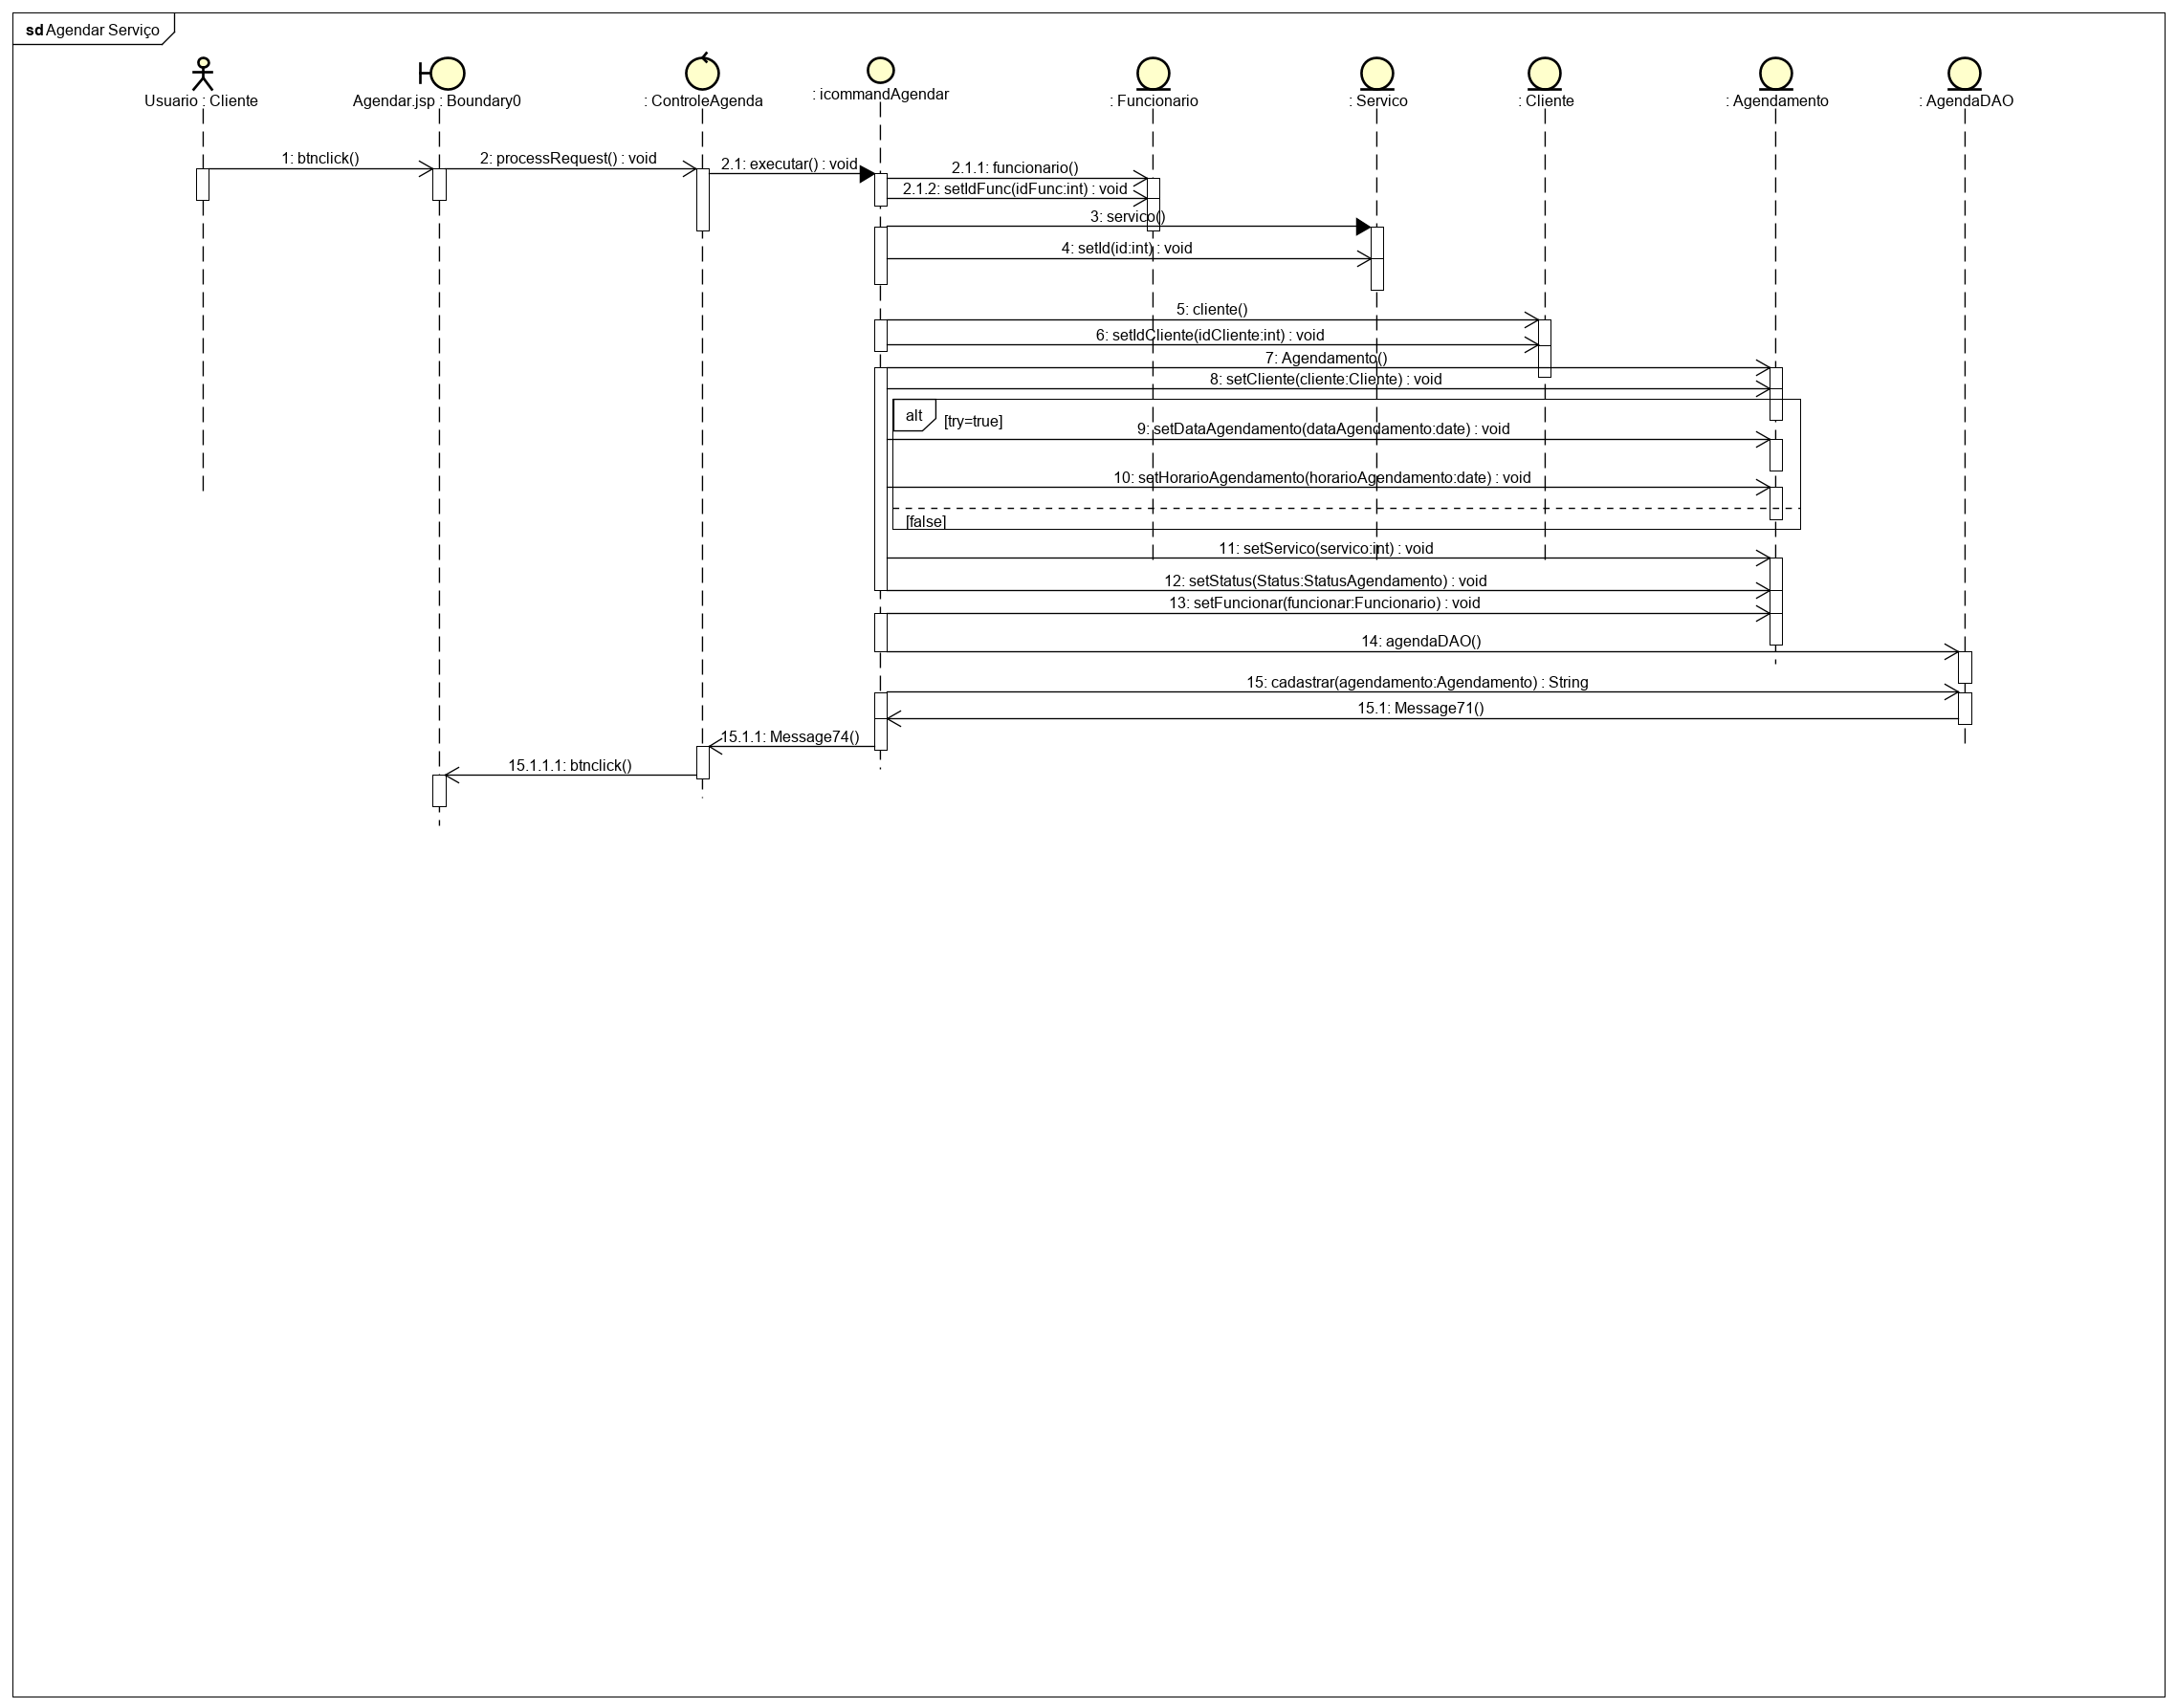 sd Agendar Serviço
Usuario : Cliente
Agendar.jsp : Boundary0
: ControleAgenda
: icommandAgendar
: Funcionario
: Servico
: Cliente
: Agendamento
: AgendaDAO
1: btnclick()
2: processRequest() : void
2.1: executar() : void
2.1.1: funcionario()
2.1.2: setIdFunc(idFunc:int) : void
3: servico()
4: setId(id:int) : void
5: cliente()
6: setIdCliente(idCliente:int) : void
7: Agendamento()
8: setCliente(cliente:Cliente) : void
alt
[try=true]
9: setDataAgendamento(dataAgendamento:date) : void
10: setHorarioAgendamento(horarioAgendamento:date) : void
[false]
11: setServico(servico:int) : void
12: setStatus(Status:StatusAgendamento) : void
13: setFuncionar(funcionar:Funcionario) : void
14: agendaDAO()
15: cadastrar(agendamento:Agendamento) : String
15.1: Message71()
15.1.1: Message74()
15.1.1.1: btnclick()